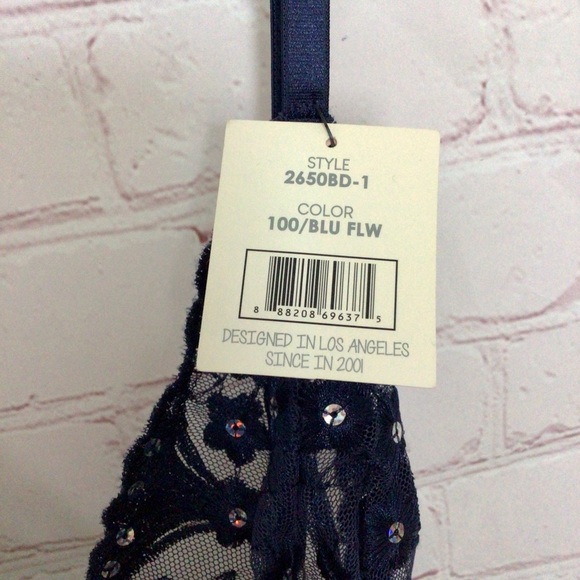 STYLE
2650BD-1
COLOR
100/BLU FLW
8 88208 69637 5
DESIGNED IN LOS ANGELES
SINCE IN 2001